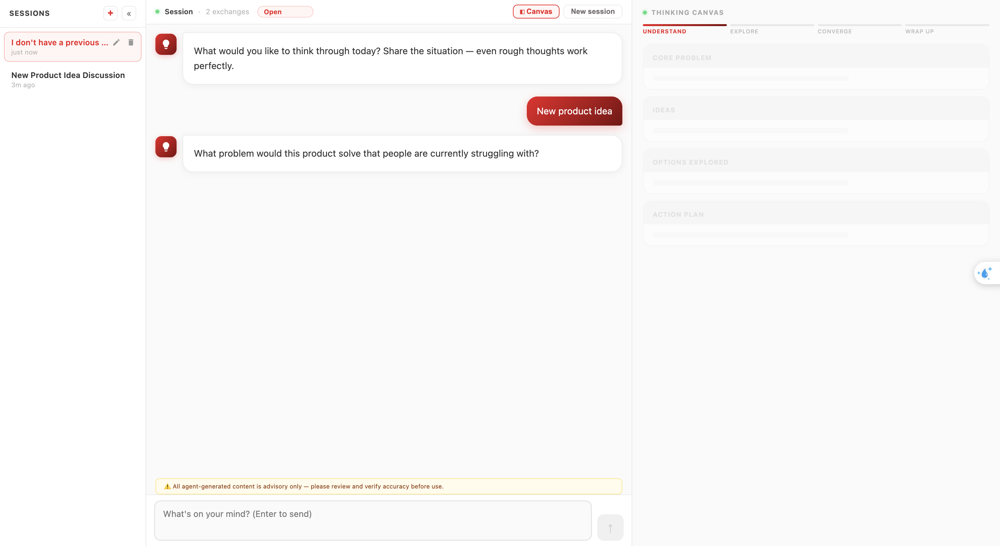 SESSIONS
+
«
I don't have a previous ...
just now
New Product Idea Discussion
3m ago
Session · 2 exchanges
Open
Canvas
New session
What would you like to think through today? Share the situation — even rough thoughts work
perfectly.
New product idea
What problem would this product solve that people are currently struggling with?
⚠️ All agent-generated content is advisory only — please review and verify accuracy before use.
What's on your mind? (Enter to send)
↑
THINKING CANVAS
UNDERSTAND
EXPLORE
CONVERGE
WRAP UP
CORE PROBLEM
IDEAS
OPTIONS EXPLORED
ACTION PLAN